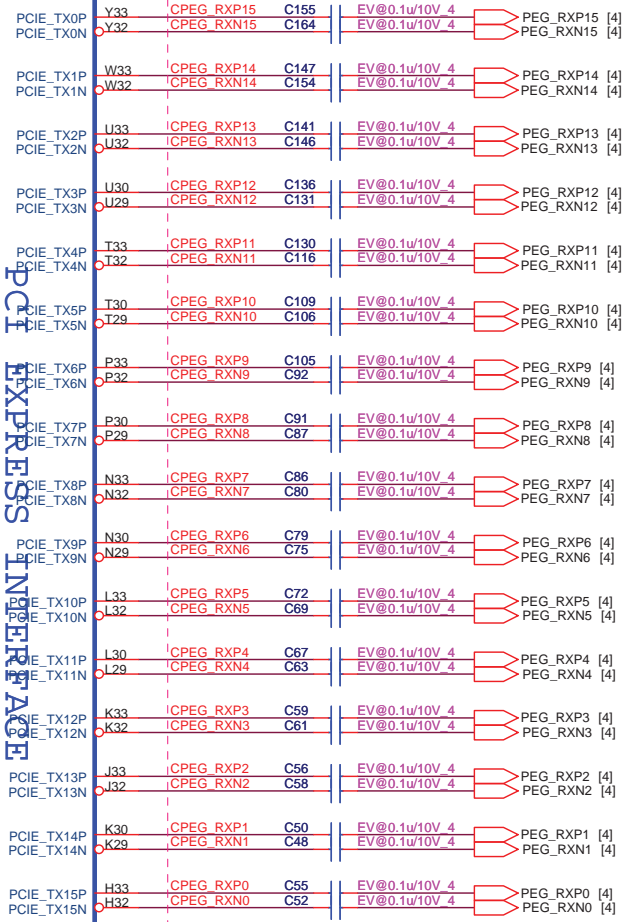 PCIE_TX0P Y33 CPEG_RXP15 C155 EV@0.1u/10V_4 PEG_RXP15 [4]
PCIE_TX0N Y32 CPEG_RXN15 C164 EV@0.1u/10V_4 PEG_RXN15 [4]
PCIE_TX1P W33 CPEG_RXP14 C147 EV@0.1u/10V_4 PEG_RXP14 [4]
PCIE_TX1N W32 CPEG_RXN14 C154 EV@0.1u/10V_4 PEG_RXN14 [4]
PCIE_TX2P U33 CPEG_RXP13 C141 EV@0.1u/10V_4 PEG_RXP13 [4]
PCIE_TX2N U32 CPEG_RXN13 C146 EV@0.1u/10V_4 PEG_RXN13 [4]
PCIE_TX3P U30 CPEG_RXP12 C136 EV@0.1u/10V_4 PEG_RXP12 [4]
PCIE_TX3N U29 CPEG_RXN12 C131 EV@0.1u/10V_4 PEG_RXN12 [4]
PCIE_TX4P T33 CPEG_RXP11 C130 EV@0.1u/10V_4 PEG_RXP11 [4]
PCIE_TX4N T32 CPEG_RXN11 C116 EV@0.1u/10V_4 PEG_RXN11 [4]
PCIE_TX5P T30 CPEG_RXP10 C109 EV@0.1u/10V_4 PEG_RXP10 [4]
PCIE_TX5N T29 CPEG_RXN10 C106 EV@0.1u/10V_4 PEG_RXN10 [4]
PCIE_TX6P P33 CPEG_RXP9 C105 EV@0.1u/10V_4 PEG_RXP9 [4]
PCIE_TX6N P32 CPEG_RXN9 C92 EV@0.1u/10V_4 PEG_RXN9 [4]
PCIE_TX7P P30 CPEG_RXP8 C91 EV@0.1u/10V_4 PEG_RXP8 [4]
PCIE_TX7N P29 CPEG_RXN8 C87 EV@0.1u/10V_4 PEG_RXN8 [4]
PCIE_TX8P N33 CPEG_RXP7 C86 EV@0.1u/10V_4 PEG_RXP7 [4]
PCIE_TX8N N32 CPEG_RXN7 C80 EV@0.1u/10V_4 PEG_RXN7 [4]
PCIE_TX9P N30 CPEG_RXP6 C79 EV@0.1u/10V_4 PEG_RXP6 [4]
PCIE_TX9N N29 CPEG_RXN6 C75 EV@0.1u/10V_4 PEG_RXN6 [4]
PCIE_TX10P L33 CPEG_RXP5 C72 EV@0.1u/10V_4 PEG_RXP5 [4]
PCIE_TX10N L32 CPEG_RXN5 C69 EV@0.1u/10V_4 PEG_RXN5 [4]
PCIE_TX11P L30 CPEG_RXP4 C67 EV@0.1u/10V_4 PEG_RXP4 [4]
PCIE_TX11N L29 CPEG_RXN4 C63 EV@0.1u/10V_4 PEG_RXN4 [4]
PCIE_TX12P K33 CPEG_RXP3 C59 EV@0.1u/10V_4 PEG_RXP3 [4]
PCIE_TX12N K32 CPEG_RXN3 C61 EV@0.1u/10V_4 PEG_RXN3 [4]
PCIE_TX13P J33 CPEG_RXP2 C56 EV@0.1u/10V_4 PEG_RXP2 [4]
PCIE_TX13N J32 CPEG_RXN2 C58 EV@0.1u/10V_4 PEG_RXN2 [4]
PCIE_TX14P K30 CPEG_RXP1 C50 EV@0.1u/10V_4 PEG_RXP1 [4]
PCIE_TX14N K29 CPEG_RXN1 C48 EV@0.1u/10V_4 PEG_RXN1 [4]
PCIE_TX15P H33 CPEG_RXP0 C55 EV@0.1u/10V_4 PEG_RXP0 [4]
PCIE_TX15N H32 CPEG_RXN0 C52 EV@0.1u/10V_4 PEG_RXN0 [4]
PCI EXPRESS INTERFACE